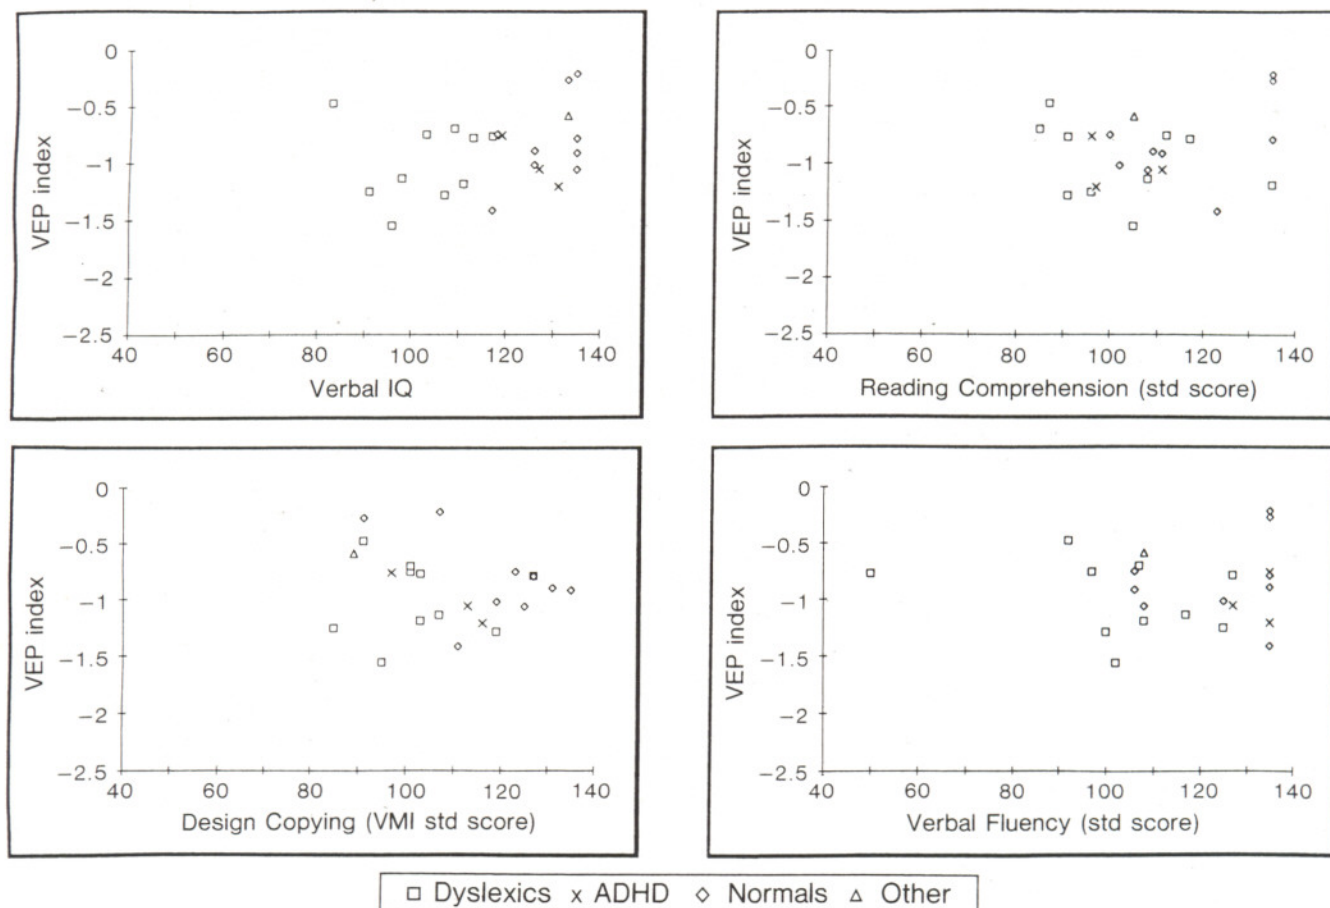 0
−0.5
−1
−1.5
−2
−2.5
VEP index
40 60 80 100 120 140
Verbal IQ
0
−0.5
−1
−1.5
−2
−2.5
VEP index
40 60 80 100 120 140
Reading Comprehension (std score)
0
−0.5
−1
−1.5
−2
−2.5
VEP index
40 60 80 100 120 140
Design Copying (VMI std score)
0
−0.5
−1
−1.5
−2
−2.5
VEP index
40 60 80 100 120 140
Verbal Fluency (std score)
Dyslexics ADHD Normals Other